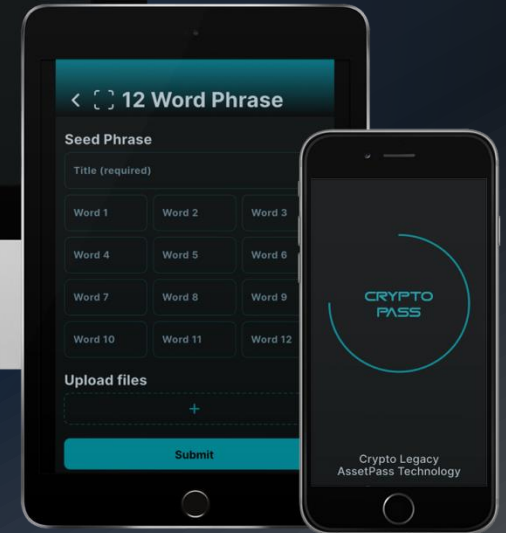 12 Word Phrase
Seed Phrase
Title (required)
Word 1 Word 2 Word 3
Word 4 Word 5 Word 6
Word 7 Word 8 Word 9
Word 10 Word 11 Word 12
Upload files
+
Submit
CRYPTO
PASS
Crypto Legacy
AssetPass Technology